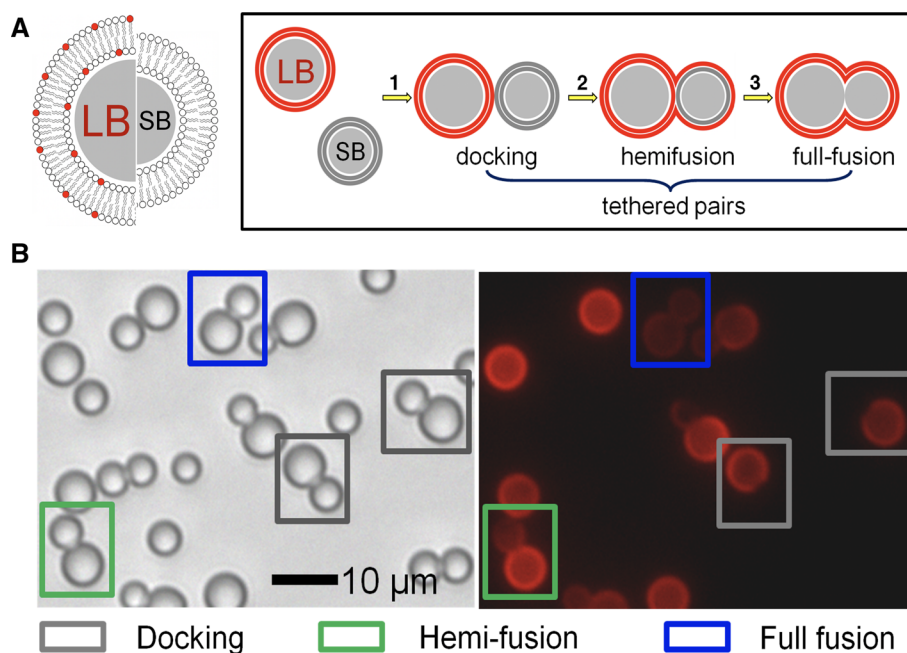 A
LB SB
LB
SB
1 2 3
docking hemifusion full-fusion
tethered pairs
B
10 µm
Docking Hemi-fusion Full fusion